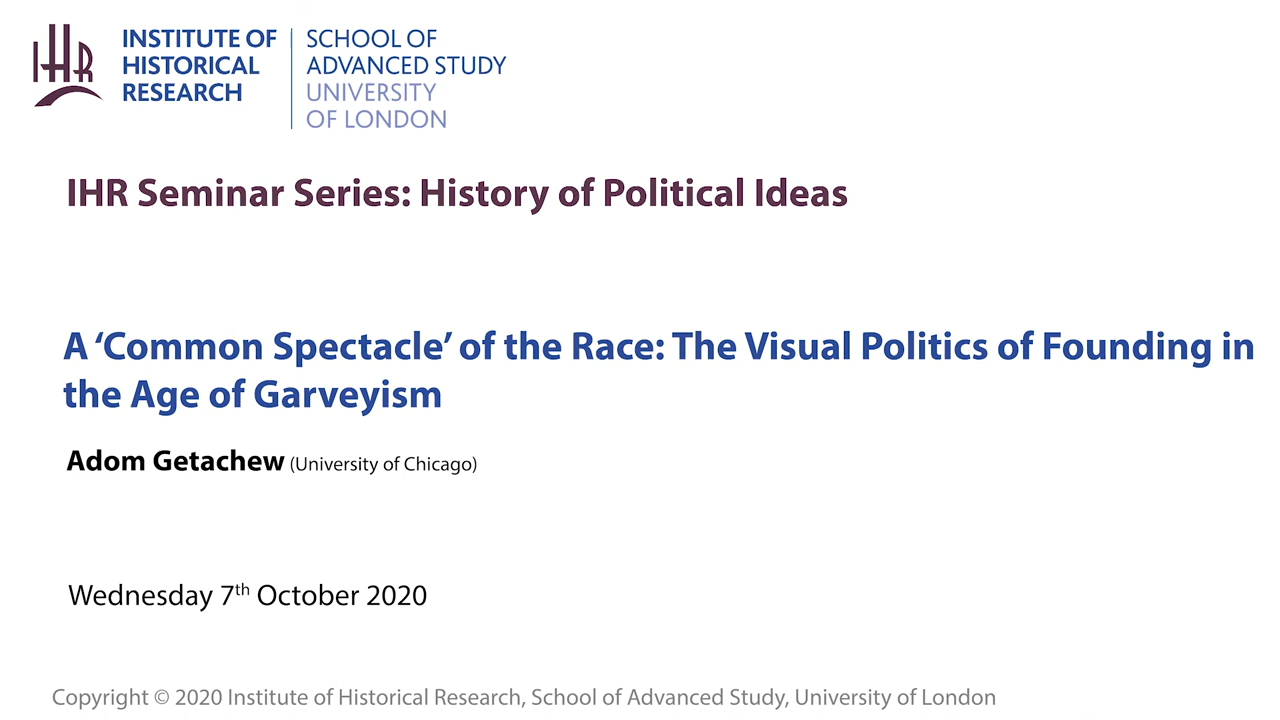 IHR
INSTITUTE OF
HISTORICAL
RESEARCH
SCHOOL OF
ADVANCED STUDY
UNIVERSITY
OF LONDON
IHR Seminar Series: History of Political Ideas
A ‘Common Spectacle’ of the Race: The Visual Politics of Founding in
the Age of Garveyism
Adom Getachew (University of Chicago)
Wednesday 7th October 2020
Copyright © 2020 Institute of Historical Research, School of Advanced Study, University of London